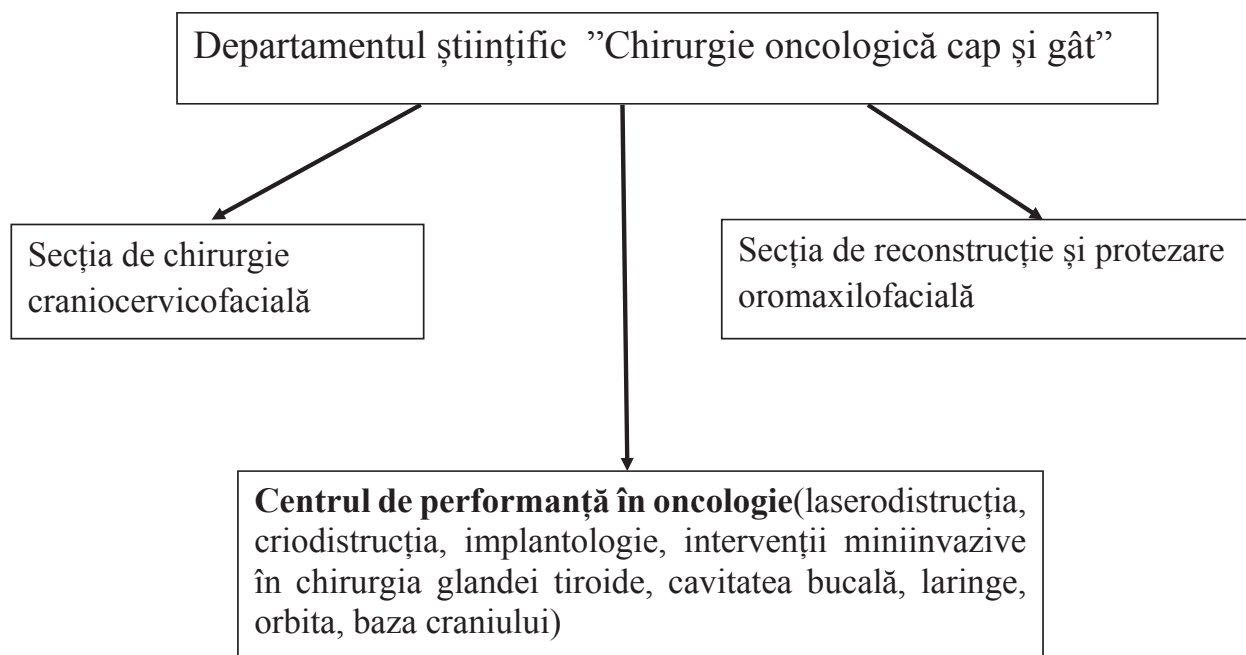 Departamentul științific ”Chirurgie oncologică cap și gât”
Secția de chirurgie
craniocervicofacială
Secția de reconstrucție și protezare
oromaxilofacială
Centrul de performanță în oncologie(laserodistrucția,
criodistrucția, implantologie, intervenții miniinvazive
în chirurgia glandei tiroide, cavitatea bucală, laringe,
orbita, baza craniului)